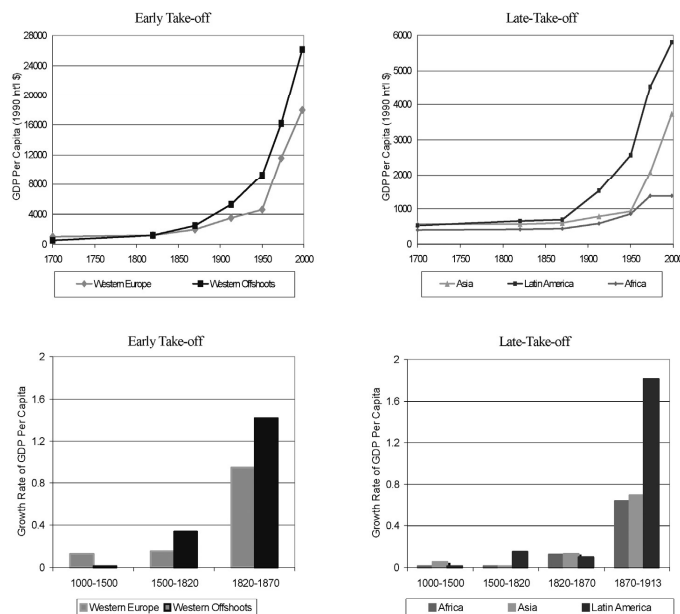 Early Take-off
GDP Per Capita (1990 Int'l $)
28000
24000
20000
16000
12000
8000
4000
0
1700 1750 1800 1850 1900 1950 2000
Western Europe Western Offshoots
Late-Take-off
GDP Per Capita (1990 Int'l $)
6000
5000
4000
3000
2000
1000
0
1700 1750 1800 1850 1900 1950 2000
Asia Latin America Africa
Early Take-off
Growth Rate of GDP Per Capita
2
1.6
1.2
0.8
0.4
0
1000-1500 1500-1820 1820-1870
Western Europe Western Offshoots
Late-Take-off
Growth Rate of GDP Per Capita
2
1.6
1.2
0.8
0.4
0
1000-1500 1500-1820 1820-1870 1870-1913
Africa Asia Latin America